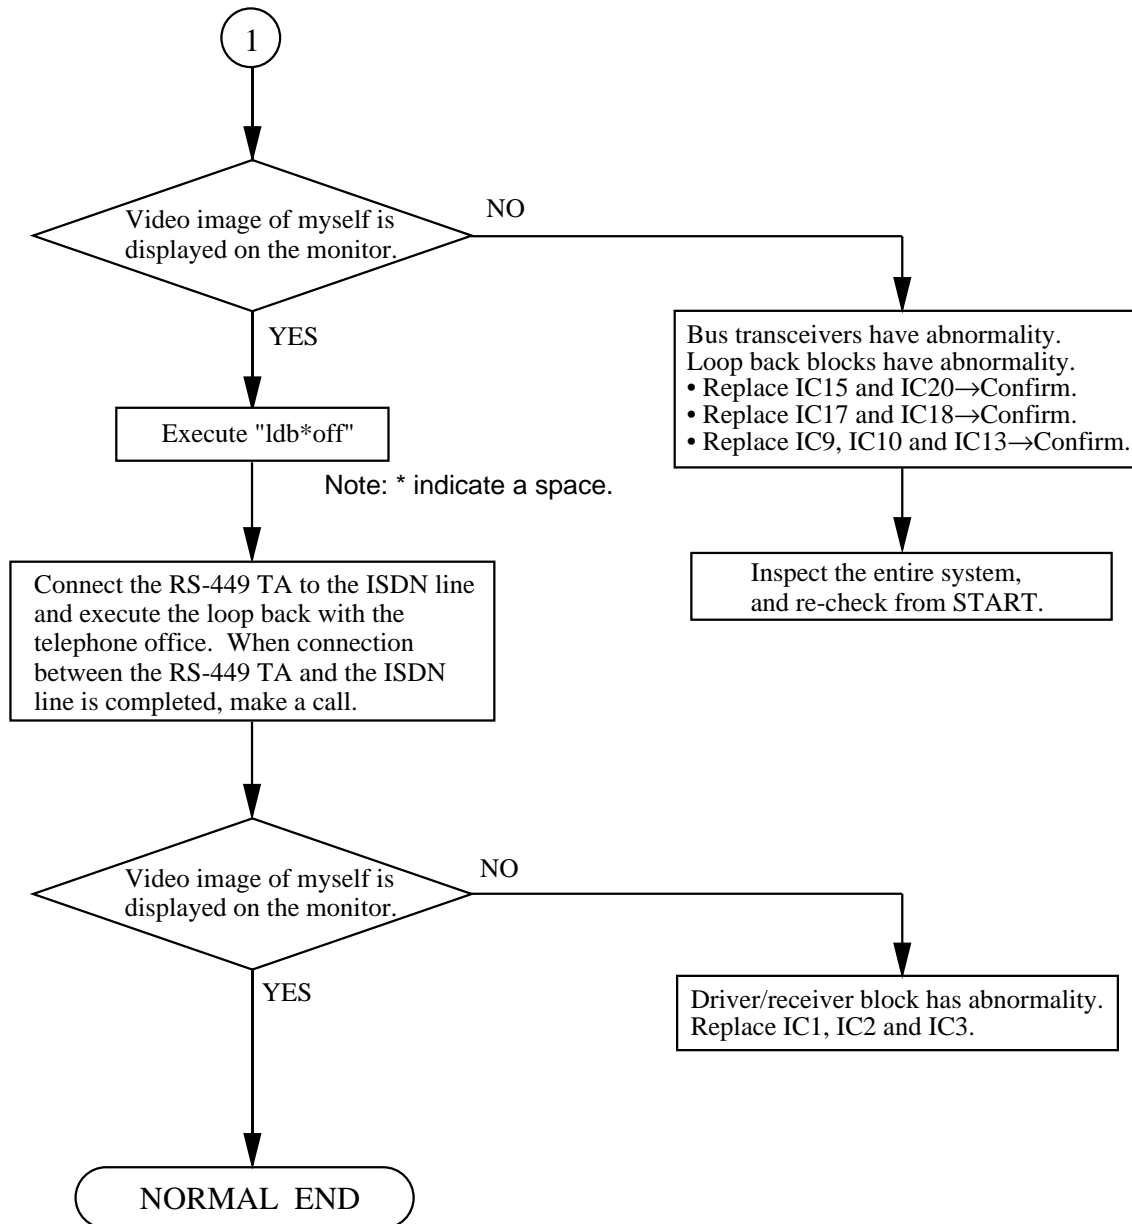 1
Video image of myself is
displayed on the monitor.
NO
YES
Bus transceivers have abnormality.
Loop back blocks have abnormality.
• Replace IC15 and IC20→Confirm.
• Replace IC17 and IC18→Confirm.
• Replace IC9, IC10 and IC13→Confirm.
Execute "ldb*off"
Note: * indicate a space.
Inspect the entire system,
and re-check from START.
Connect the RS-449 TA to the ISDN line
and execute the loop back with the
telephone office.  When connection
between the RS-449 TA and the ISDN
line is completed, make a call.
Video image of myself is
displayed on the monitor.
NO
YES
Driver/receiver block has abnormality.
Replace IC1, IC2 and IC3.
NORMAL  END